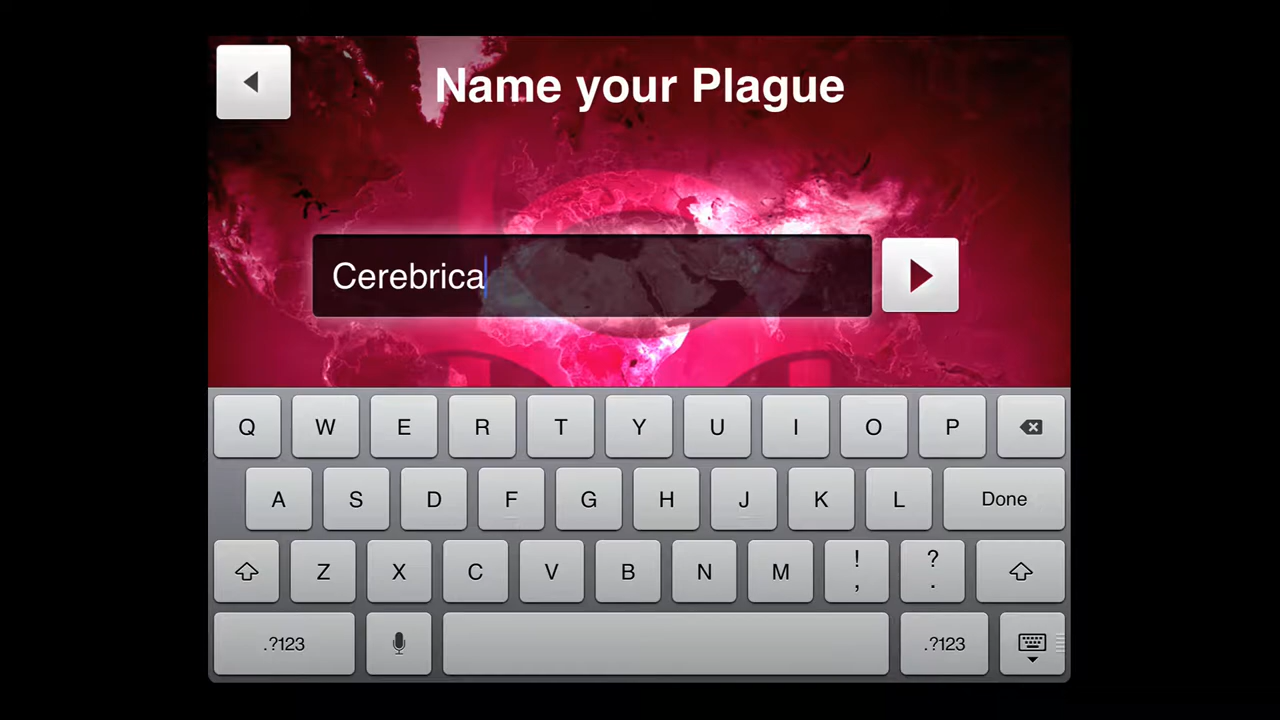 Name your Plague
Cerebrica
Q W E R T Y U I O P
A S D F G H J K L Done
Z X C V B N M ! , ? .
.?123 .?123